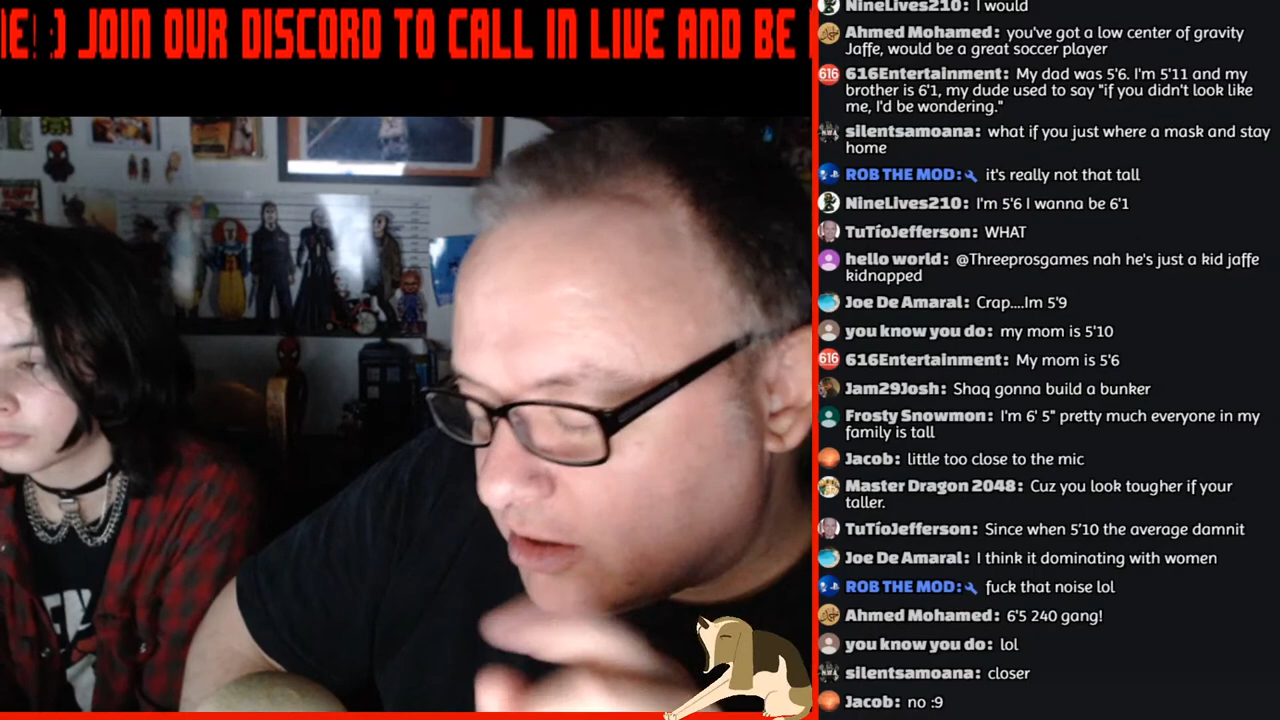 E! :) JOIN OUR DISCORD TO CALL IN LIVE AND BE
NineLives210: I would
Ahmed Mohamed: you've got a low center of gravity
Jaffe, would be a great soccer player
616
616Entertainment: My dad was 5'6. I'm 5'11 and my
brother is 6'1, my dude used to say "if you didn't look like
me, I'd be wondering."
silentsamoana: what if you just where a mask and stay
home
ROB THE MOD: it's really not that tall
NineLives210: I'm 5'6 I wanna be 6'1
TuTíoJefferson: WHAT
hello world: @Threeprosgames nah he's just a kid jaffe
kidnapped
Joe De Amaral: Crap....Im 5'9
you know you do: my mom is 5'10
616
616Entertainment: My mom is 5'6
Jam29Josh: Shaq gonna build a bunker
Frosty Snowmon: I'm 6' 5" pretty much everyone in my
family is tall
Jacob: little too close to the mic
Master Dragon 2048: Cuz you look tougher if your
taller.
TuTíoJefferson: Since when 5'10 the average damnit
Joe De Amaral: I think it dominating with women
ROB THE MOD: fuck that noise lol
Ahmed Mohamed: 6'5 240 gang!
you know you do: lol
silentsamoana: closer
Jacob: no :9